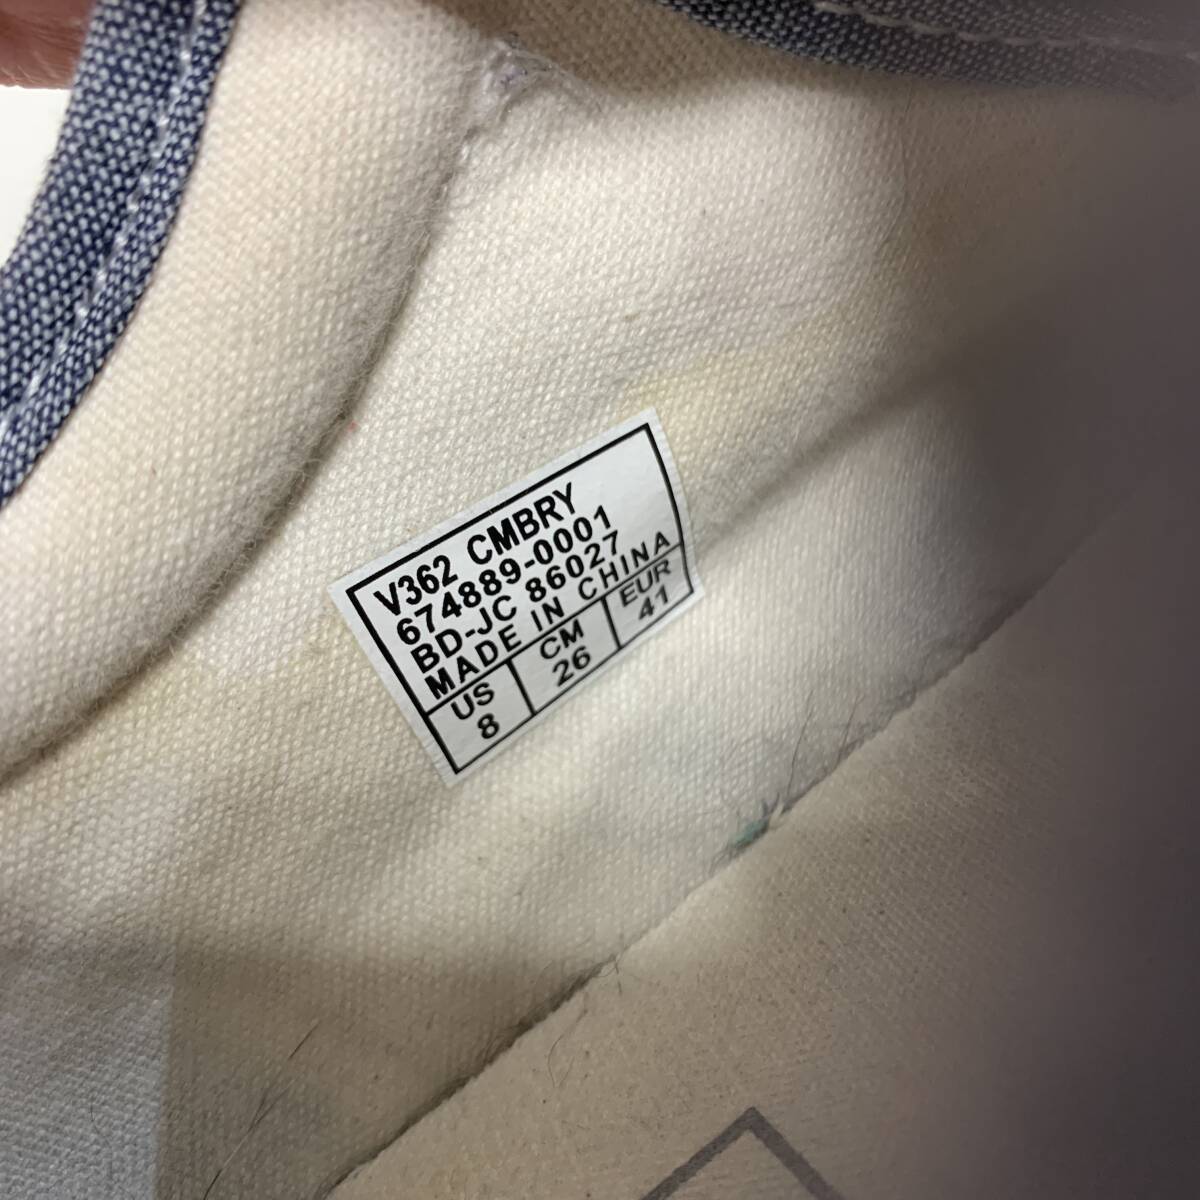 V362 CMBRY
674889-0001
BD-JC 86027
MADE IN CHINA
US CM EUR
8 26 41